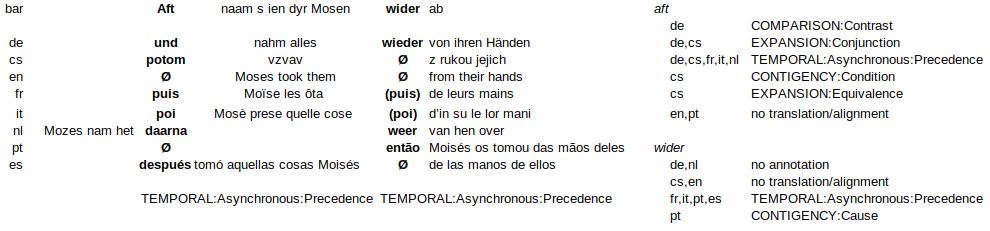 bar Aft naam s ien dyr Mosen wider ab aft
de COMPARISON:Contrast
de und nahm alles wieder von ihren Händen de,cs EXPANSION:Conjunction
cs potom vzvav Ø z rukou jejich de,cs,fr,it,nl TEMPORAL:Asynchronous:Precedence
en Ø Moses took them Ø from their hands cs CONTIGENCY:Condition
fr puis Moïse les ôta (puis) de leurs mains cs EXPANSION:Equivalence
it poi Mosè prese quelle cose (poi) d'in su le lor mani en,pt no translation/alignment
nl Mozes nam het daarna weer van hen over
pt Ø então Moisés os tomou das mãos deles wider
es después tomó aquellas cosas Moisés Ø de las manos de ellos de,nl no annotation
cs,en no translation/alignment
TEMPORAL:Asynchronous:Precedence TEMPORAL:Asynchronous:Precedence fr,it,pt,es TEMPORAL:Asynchronous:Precedence
pt CONTIGENCY:Cause